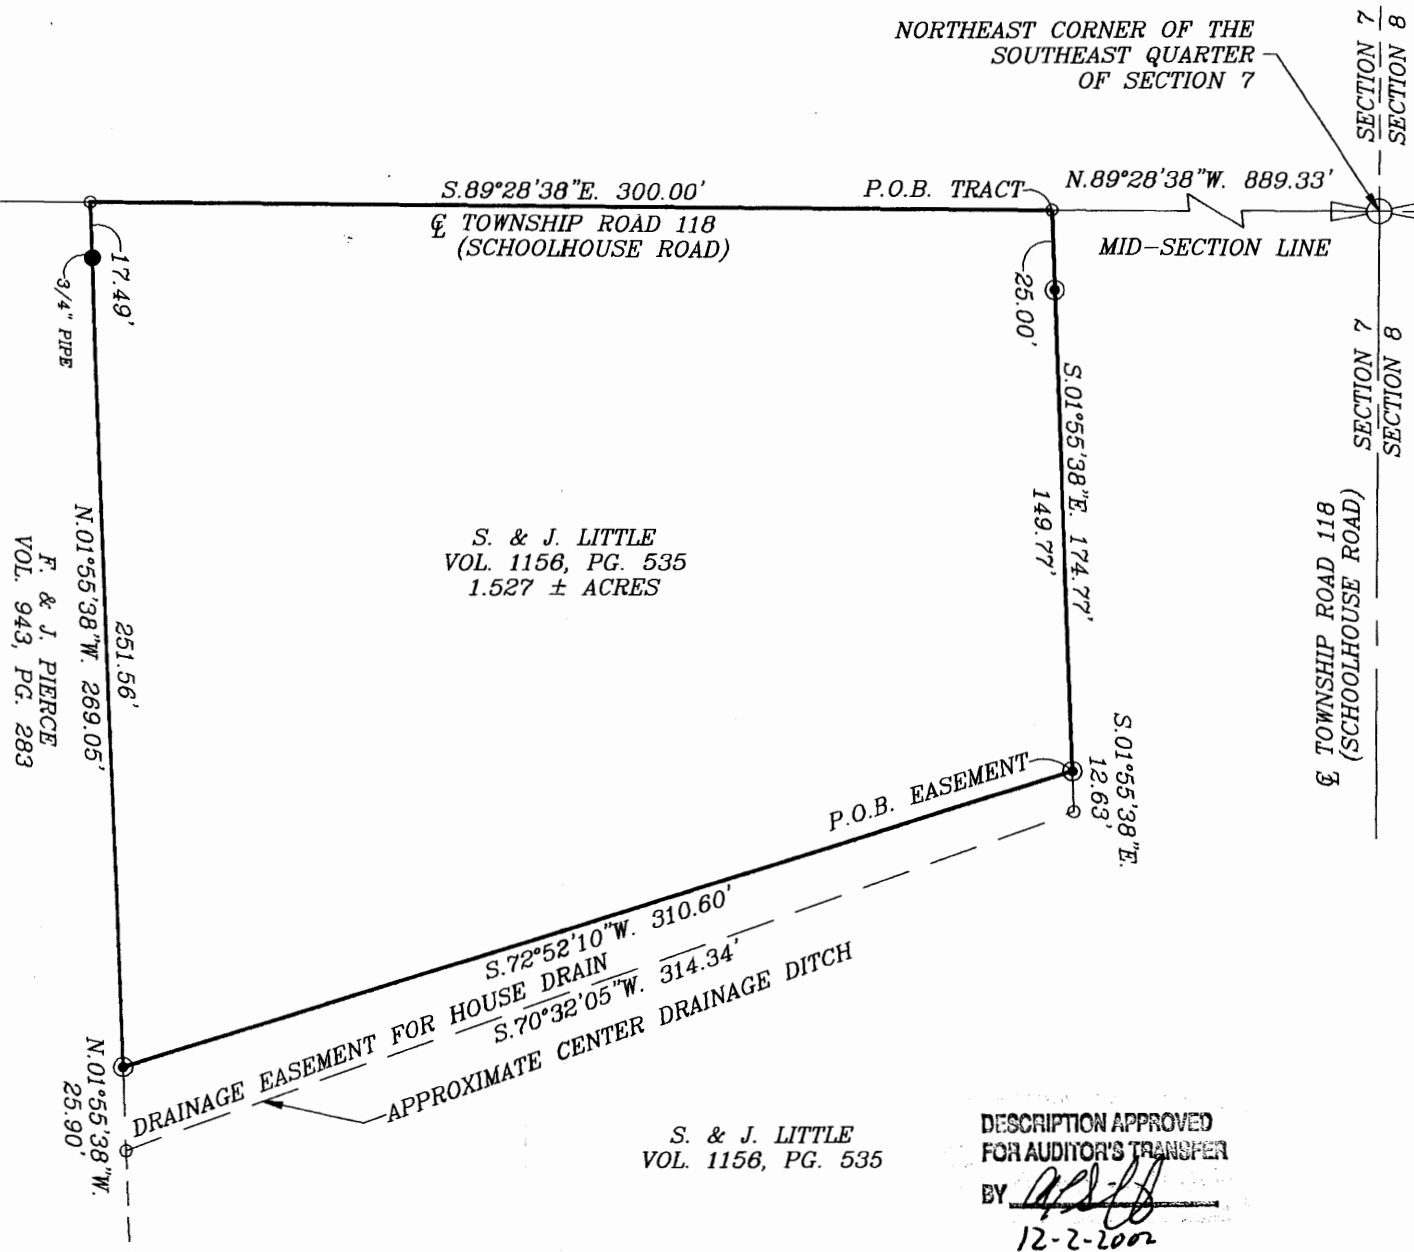 NORTHEAST CORNER OF THE
SOUTHEAST QUARTER
OF SECTION 7
SECTION 7
SECTION 8
S.89°28'38"E. 300.00'
P.O.B. TRACT
N.89°28'38"W. 889.33'
℄ TOWNSHIP ROAD 118
(SCHOOLHOUSE ROAD)
MID-SECTION LINE
17.49'
3/4" PIPE
25.00'
SECTION 7
SECTION 8
S.01°55'38"E. 174.77'
149.77'
S. & J. LITTLE
VOL. 1156, PG. 535
1.527 ± ACRES
℄ TOWNSHIP ROAD 118
(SCHOOLHOUSE ROAD)
251.56'
N.01°55'38"W. 269.05'
F. & J. PIERCE
VOL. 943, PG. 283
S.01°55'38"E.
12.63'
P.O.B. EASEMENT
S.72°52'10"W. 310.60'
DRAINAGE EASEMENT FOR HOUSE DRAIN
S.70°32'05"W. 314.34'
APPROXIMATE CENTER DRAINAGE DITCH
N.01°55'38"W.
25.90'
S. & J. LITTLE
VOL. 1156, PG. 535
DESCRIPTION APPROVED
FOR AUDITOR'S TRANSFER
BY
12-2-2002